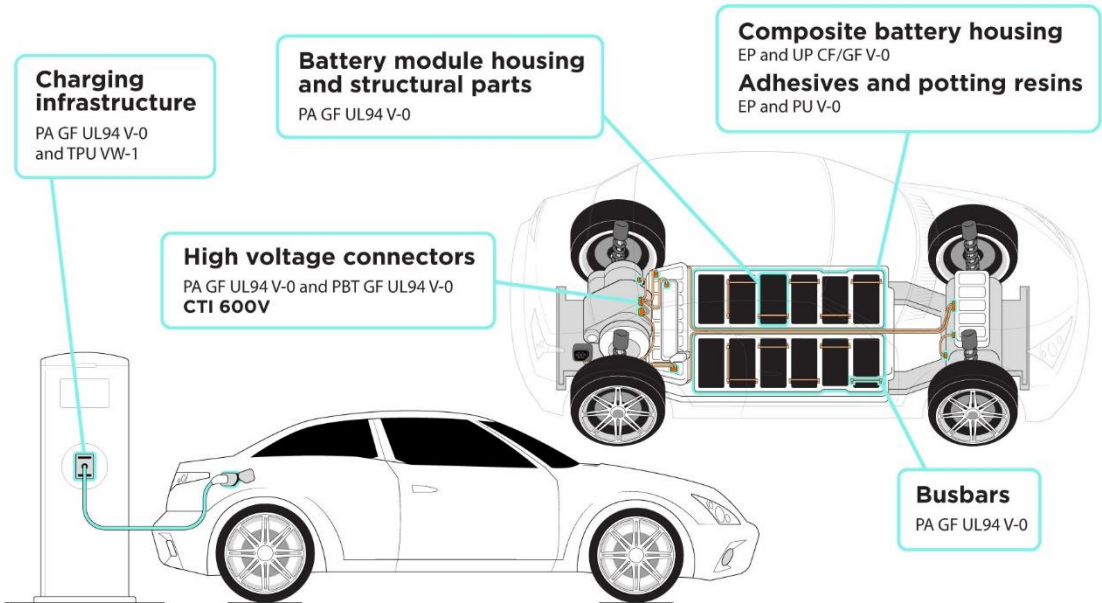 Charging
infrastructure
PA GF UL94 V-0
and TPU VW-1
Battery module housing
and structural parts
PA GF UL94 V-0
Composite battery housing
EP and UP CF/GF V-0
Adhesives and potting resins
EP and PU V-0
High voltage connectors
PA GF UL94 V-0 and PBT GF UL94 V-0
CTI 600V
Busbars
PA GF UL94 V-0